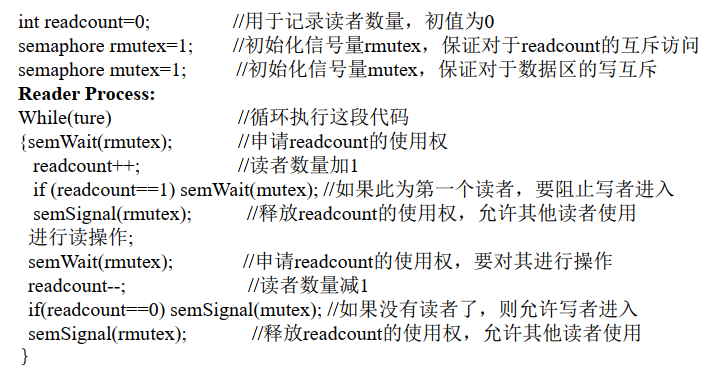 int readcount=0; //用于记录读者数量，初值为0
semaphore rmutex=1; //初始化信号量rmutex，保证对于readcount的互斥访问
semaphore mutex=1; //初始化信号量mutex，保证对于数据区的写互斥
Reader Process:
While(ture) //循环执行这段代码
{semWait(rmutex); //申请readcount的使用权
readcount++; //读者数量加1
if (readcount==1) semWait(mutex); //如果此为第一个读者，要阻止写者进入
semSignal(rmutex); //释放readcount的使用权，允许其他读者使用
进行读操作;
semWait(rmutex); //申请readcount的使用权，要对其进行操作
readcount--; //读者数量减1
if(readcount==0) semSignal(mutex); //如果没有读者了，则允许写者进入
semSignal(rmutex); //释放readcount的使用权，允许其他读者使用
}